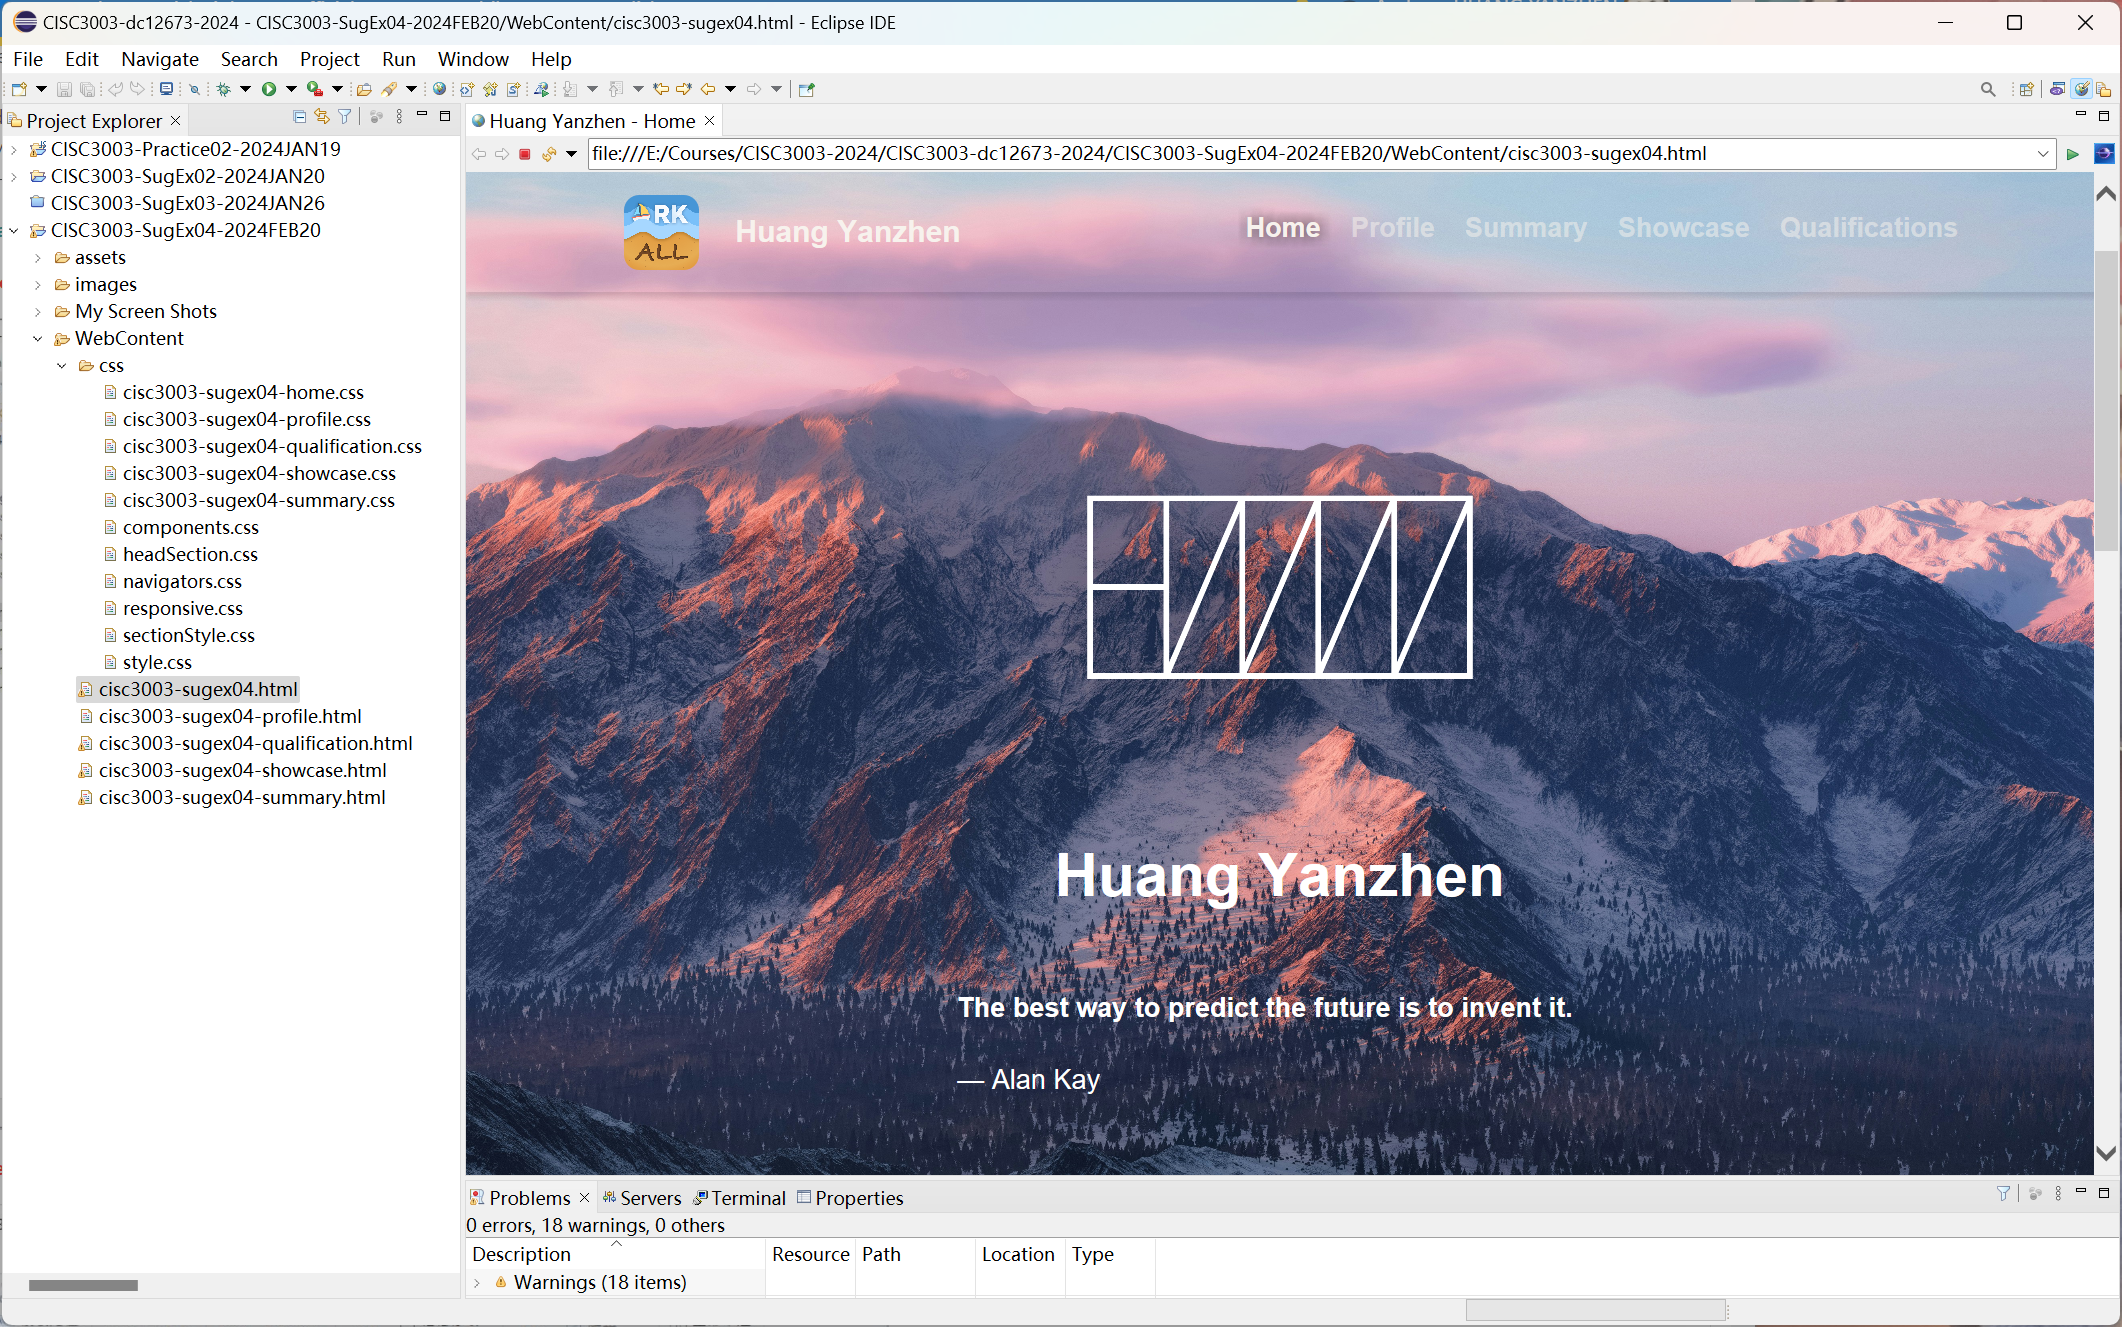 CISC3003-dc12673-2024 - CISC3003-SugEx04-2024FEB20/WebContent/cisc3003-sugex04.html - Eclipse IDE
File Edit Navigate Search Project Run Window Help
Project Explorer
CISC3003-Practice02-2024JAN19
CISC3003-SugEx02-2024JAN20
CISC3003-SugEx03-2024JAN26
CISC3003-SugEx04-2024FEB20
assets
images
My Screen Shots
WebContent
css
cisc3003-sugex04-home.css
cisc3003-sugex04-profile.css
cisc3003-sugex04-qualification.css
cisc3003-sugex04-showcase.css
cisc3003-sugex04-summary.css
components.css
headSection.css
navigators.css
responsive.css
sectionStyle.css
style.css
cisc3003-sugex04.html
cisc3003-sugex04-profile.html
cisc3003-sugex04-qualification.html
cisc3003-sugex04-showcase.html
cisc3003-sugex04-summary.html
Huang Yanzhen - Home
file:///E:/Courses/CISC3003-2024/CISC3003-dc12673-2024/CISC3003-SugEx04-2024FEB20/WebContent/cisc3003-sugex04.html
RK
ALL
Huang Yanzhen
Home Profile Summary Showcase Qualifications
Huang Yanzhen
The best way to predict the future is to invent it.
— Alan Kay
Problems Servers Terminal Properties
0 errors, 18 warnings, 0 others
Description Resource Path Location Type
Warnings (18 items)